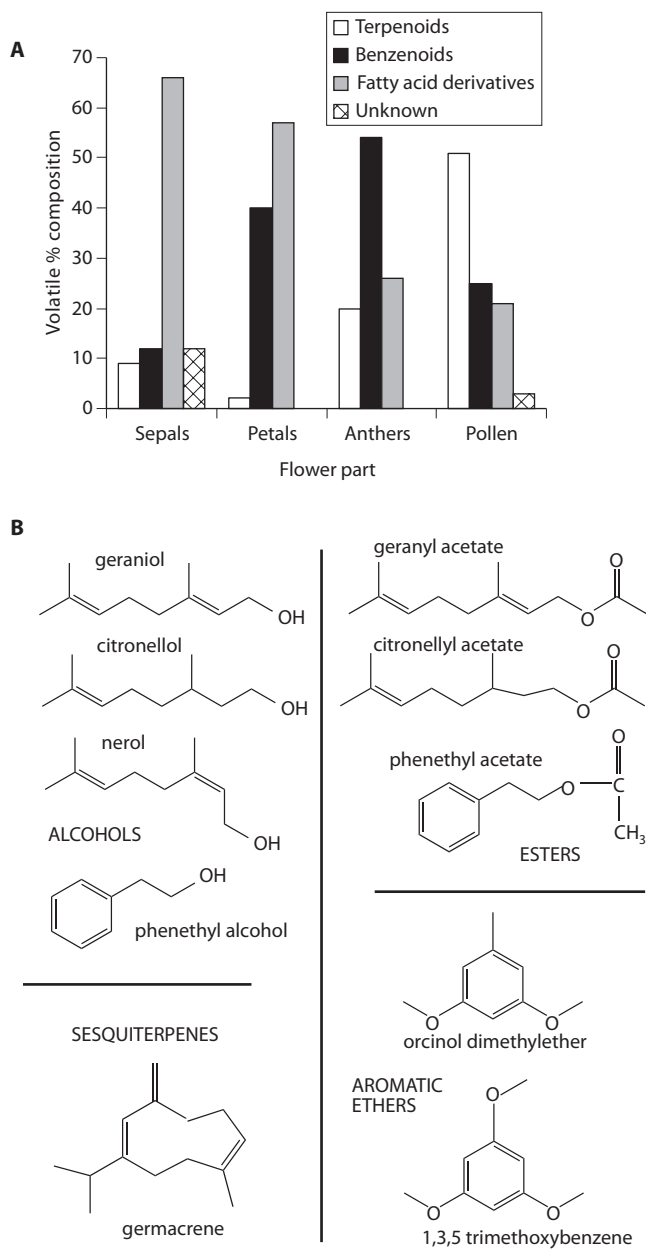 A
Terpenoids
Benzenoids
Fatty acid derivatives
Unknown
Volatile % composition
70
60
50
40
30
20
10
0
Sepals Petals Anthers Pollen
Flower part
B
geraniol
OH
citronellol
OH
nerol
OH
ALCOHOLS
OH
phenethyl alcohol
SESQUITERPENES
germacrene
geranyl acetate
O
O
citronellyl acetate
O
O
phenethyl acetate
O
O
C
CH3
ESTERS
O O
orcinol dimethylether
AROMATIC
ETHERS
O
O O
1,3,5 trimethoxybenzene